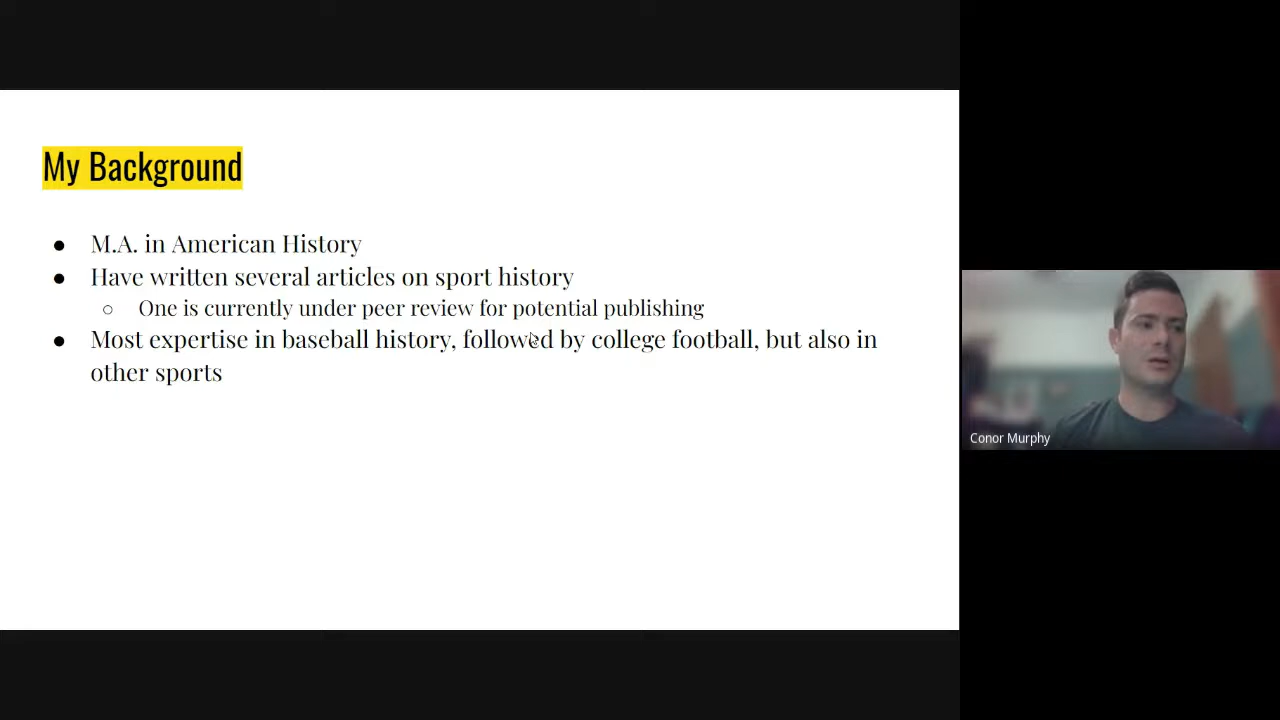 My Background
● M.A. in American History
● Have written several articles on sport history
○ One is currently under peer review for potential publishing
● Most expertise in baseball history, followed by college football, but also in
other sports
Conor Murphy